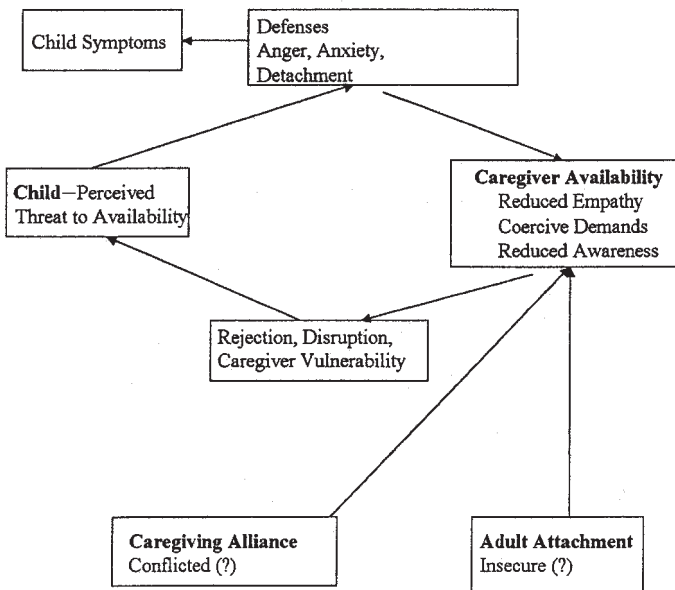 Child Symptoms
Defenses
Anger, Anxiety,
Detachment
Child—Perceived
Threat to Availability
Caregiver Availability
Reduced Empathy
Coercive Demands
Reduced Awareness
Rejection, Disruption,
Caregiver Vulnerability
Caregiving Alliance
Conflicted (?)
Adult Attachment
Insecure (?)